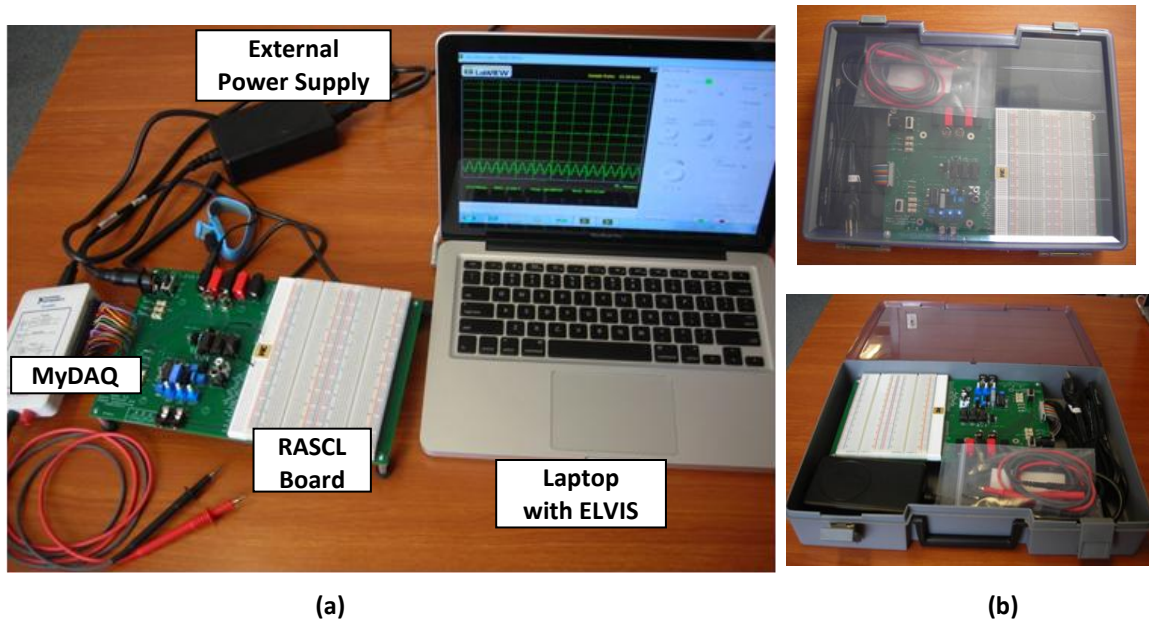 External
Power Supply
LabVIEW
MyDAQ
RASCL
Board
Laptop
with ELVIS
(a)
(b)